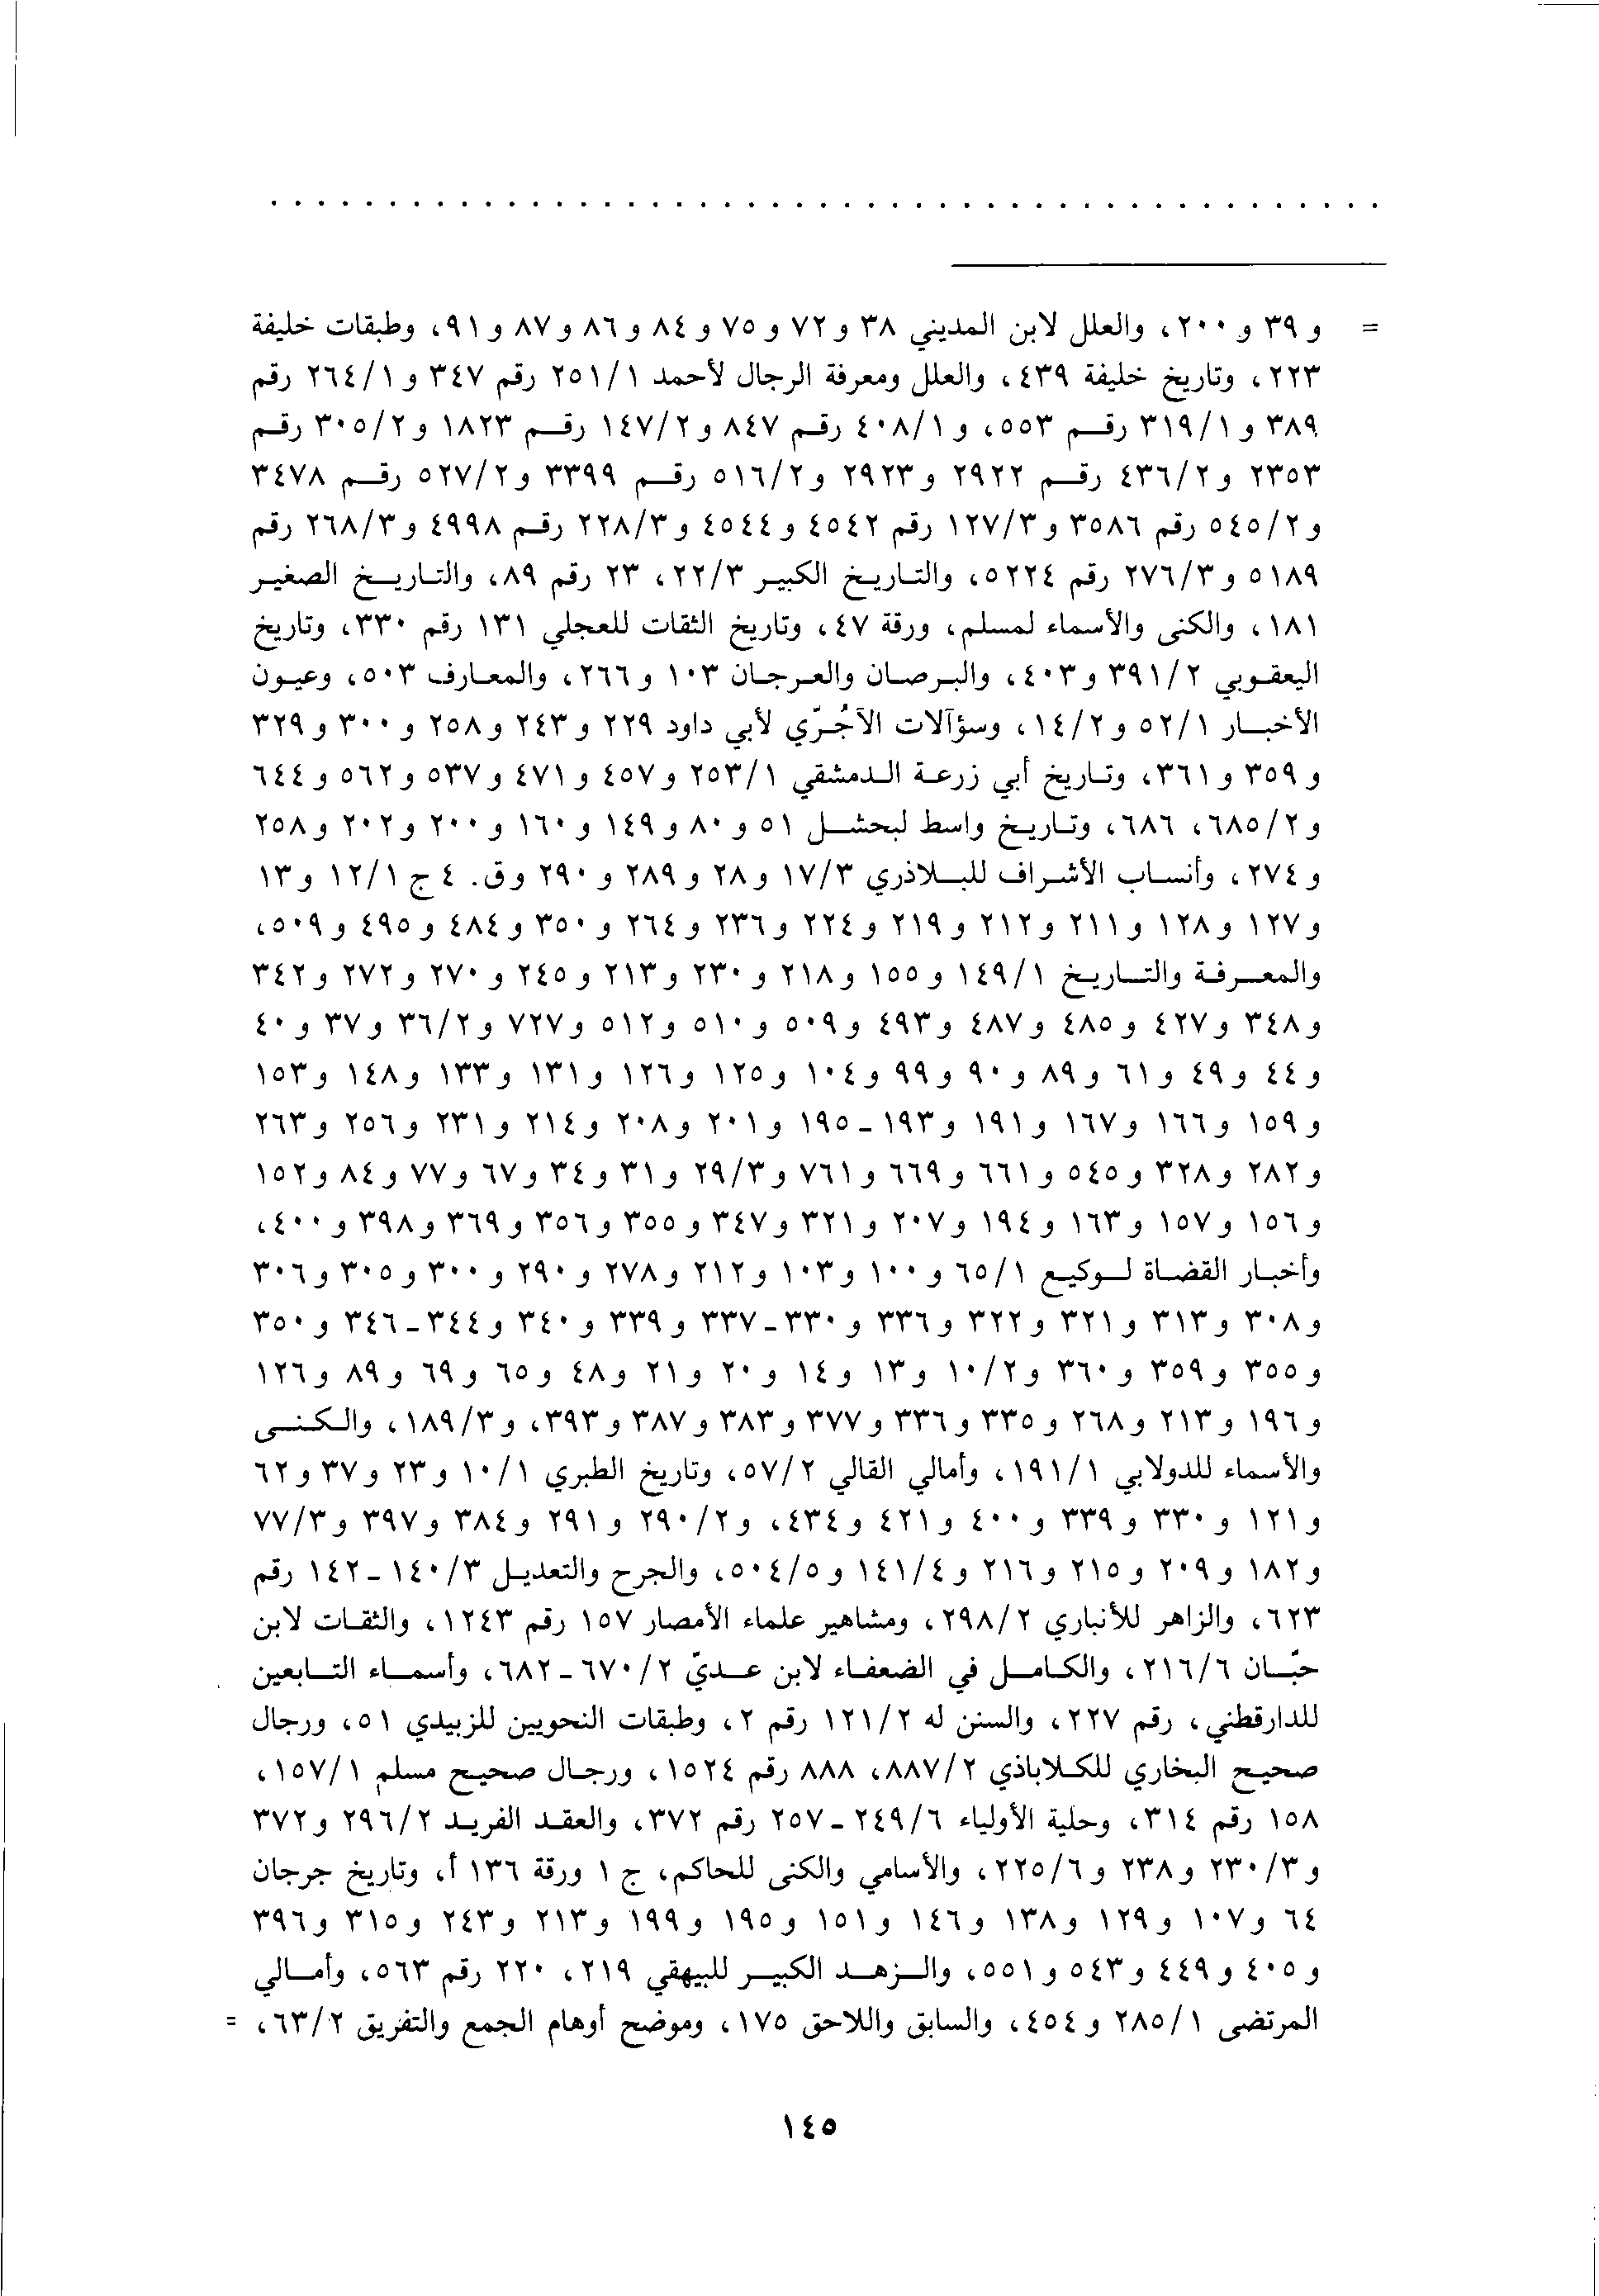 . . . . . . . . . . . . . . . . . . . . . . . . . . . . . . . . . . . . . . . . . . . . . . .
= و ٣٩ و ٢٠٠، والعلل لابن المديني ٣٨ و ٧٢ و ٧٥ و ٨٤ و ٨٦ و ٨٧ و ٩١، وطبقات خليفة
٢٢٣، وتاريخ خليفة ٤٣٩، والعلل ومعرفة الرجال لأحمد ١/ ٢٥١ رقم ٣٤٧ و ١/ ٢٦٤ رقم
٣٨٩ و ١/ ٣١٩ رقم ٥٥٣، و ١/ ٤٠٨ رقم ٨٤٧ و ٢/ ١٤٧ رقم ١٨٢٣ و ٢/ ٣٠٥ رقم
٢٣٥٣ و ٢/ ٤٣٦ رقم ٢٩٢٢ و ٢٩٢٣ و ٢/ ٥١٦ رقم ٣٣٩٩ و ٢/ ٥٢٧ رقم ٣٤٧٨
و ٢/ ٥٤٥ رقم ٣٥٨٦ و ٣/ ١٢٧ رقم ٤٥٤٢ و ٤٥٤٤ و ٣/ ٢٢٨ رقم ٤٩٩٨ و ٣/ ٢٦٨ رقم
٥١٨٩ و ٣/ ٢٧٦ رقم ٥٢٢٤، والتاريخ الكبير ٣/ ٢٢، ٢٣ رقم ٨٩، والتاريخ الصغير
١٨١، والكنى والأسماء لمسلم، ورقة ٤٧، وتاريخ الثقات للعجلي ١٣١ رقم ٣٣٠، وتاريخ
اليعقوبي ٢/ ٣٩١ و ٤٠٣، والبرصان والعرجان ١٠٣ و ٢٦٦، والمعارف ٥٠٣، وعيون
الأخبار ١/ ٥٢ و ٢/ ١٤، وسؤآلات الآجُرّي لأبي داود ٢٢٩ و ٢٤٣ و ٢٥٨ و ٣٠٠ و ٣٢٩
و ٣٥٩ و ٣٦١، وتاريخ أبي زرعة الدمشقي ١/ ٢٥٣ و ٤٥٧ و ٤٧١ و ٥٣٧ و ٥٦٢ و ٦٤٤
و ٢/ ٦٨٥، ٦٨٦، وتاريخ واسط لبحشل ٥١ و ٨٠ و ١٤٩ و ١٦٠ و ٢٠٠ و ٢٠٢ و ٢٥٨
و ٢٧٤، وأنساب الأشراف للبلاذري ٣/ ١٧ و ٢٨ و ٢٨٩ و ٢٩٠ وق. ٤ ج ١/ ١٢ و ١٣
و ١٢٧ و ١٢٨ و ٢١١ و ٢١٢ و ٢١٩ و ٢٢٤ و ٢٣٦ و ٢٦٤ و ٣٥٠ و ٤٨٤ و ٤٩٥ و ٥٠٩،
والمعرفة والتاريخ ١/ ١٤٩ و ١٥٥ و ٢١٨ و ٢٣٠ و ٢١٣ و ٢٤٥ و ٢٧٠ و ٢٧٢ و ٣٤٢
و ٣٤٨ و ٤٢٧ و ٤٨٥ و ٤٨٧ و ٤٩٣ و ٥٠٩ و ٥١٠ و ٥١٢ و ٧٢٧ و ٢/ ٣٦ و ٣٧ و ٤٠
و ٤٤ و ٤٩ و ٦١ و ٨٩ و ٩٠ و ٩٩ و ١٠٤ و ١٢٥ و ١٢٦ و ١٣١ و ١٣٣ و ١٤٨ و ١٥٣
و ١٥٩ و ١٦٦ و ١٦٧ و ١٩١ و ١٩٣ - ١٩٥ و ٢٠١ و ٢٠٨ و ٢١٤ و ٢٣١ و ٢٥٦ و ٢٦٣
و ٢٨٢ و ٣٢٨ و ٥٤٥ و ٦٦١ و ٦٦٩ و ٧٦١ و ٣/ ٢٩ و ٣١ و ٣٤ و ٦٧ و ٧٧ و ٨٤ و ١٥٢
و ١٥٦ و ١٥٧ و ١٦٣ و ١٩٤ و ٢٠٧ و ٣٢١ و ٣٤٧ و ٣٥٥ و ٣٥٦ و ٣٦٩ و ٣٩٨ و ٤٠٠،
وأخبار القضاة لوكيع ١/ ٦٥ و ١٠٠ و ١٠٣ و ٢١٢ و ٢٧٨ و ٢٩٠ و ٣٠٠ و ٣٠٥ و ٣٠٦
و ٣٠٨ و ٣١٣ و ٣٢١ و ٣٢٢ و ٣٣٦ و ٣٣٠ - ٣٣٧ و ٣٣٩ و ٣٤٠ و ٣٤٤ - ٣٤٦ و ٣٥٠
و ٣٥٥ و ٣٥٩ و ٣٦٠ و ٢/ ١٠ و ١٣ و ١٤ و ٢٠ و ٢١ و ٤٨ و ٦٥ و ٦٩ و ٨٩ و ١٢٦
و ١٩٦ و ٢١٣ و ٢٦٨ و ٣٣٥ و ٣٣٦ و ٣٧٧ و ٣٨٣ و ٣٨٧ و ٣٩٣، و ٣/ ١٨٩، والكنى
والأسماء للدولابي ١/ ١٩١، وأمالي القالي ٢/ ٥٧، وتاريخ الطبري ١/ ١٠ و ٢٣ و ٣٧ و ٦٢
و ١٢١ و ٣٣٠ و ٣٣٩ و ٤٠٠ و ٤٢١ و ٤٣٤، و ٢/ ٢٩٠ و ٢٩١ و ٣٨٤ و ٣٩٧ و ٣/ ٧٧
و ١٨٢ و ٢٠٩ و ٢١٥ و ٢١٦ و ٤/ ١٤١ و ٥/ ٥٠٤، والجرح والتعديل ٣/ ١٤٠ - ١٤٢ رقم
٦٢٣، والزاهر للأنباري ٢/ ٢٩٨، ومشاهير علماء الأمصار ١٥٧ رقم ١٢٤٣، والثقات لابن
حبّان ٦/ ٢١٦، والكامل في الضعفاء لابن عديّ ٢/ ٦٧٠ - ٦٨٢، وأسماء التابعين
للدارقطني، رقم ٢٢٧، والسنن له ٢/ ١٢١ رقم ٢، وطبقات النحويين للزبيدي ٥١، ورجال
صحيح البخاري للكلاباذي ٢/ ٨٨٧، ٨٨٨ رقم ١٥٢٤، ورجال صحيح مسلم ١/ ١٥٧،
١٥٨ رقم ٣١٤، وحلية الأولياء ٦/ ٢٤٩ - ٢٥٧ رقم ٣٧٢، والعقد الفريد ٢/ ٢٩٦ و ٣٧٢
و ٣/ ٢٣٠ و ٢٣٨ و ٦/ ٢٢٥، والأسامي والكنى للحاكم، ج ١ ورقة ١٣٦ أ، وتاريخ جرجان
٦٤ و ١٠٧ و ١٢٩ و ١٣٨ و ١٤٦ و ١٥١ و ١٩٥ و ١٩٩ و ٢١٣ و ٢٤٣ و ٣١٥ و ٣٩٦
و ٤٠٥ و ٤٤٩ و ٥٤٣ و ٥٥١، والزهد الكبير للبيهقي ٢١٩، ٢٢٠ رقم ٥٦٣، وأمالي
المرتضى ١/ ٢٨٥ و ٤٥٤، والسابق واللاحق ١٧٥، وموضح أوهام الجمع والتفريق ٢/ ٦٣، =
١٤٥